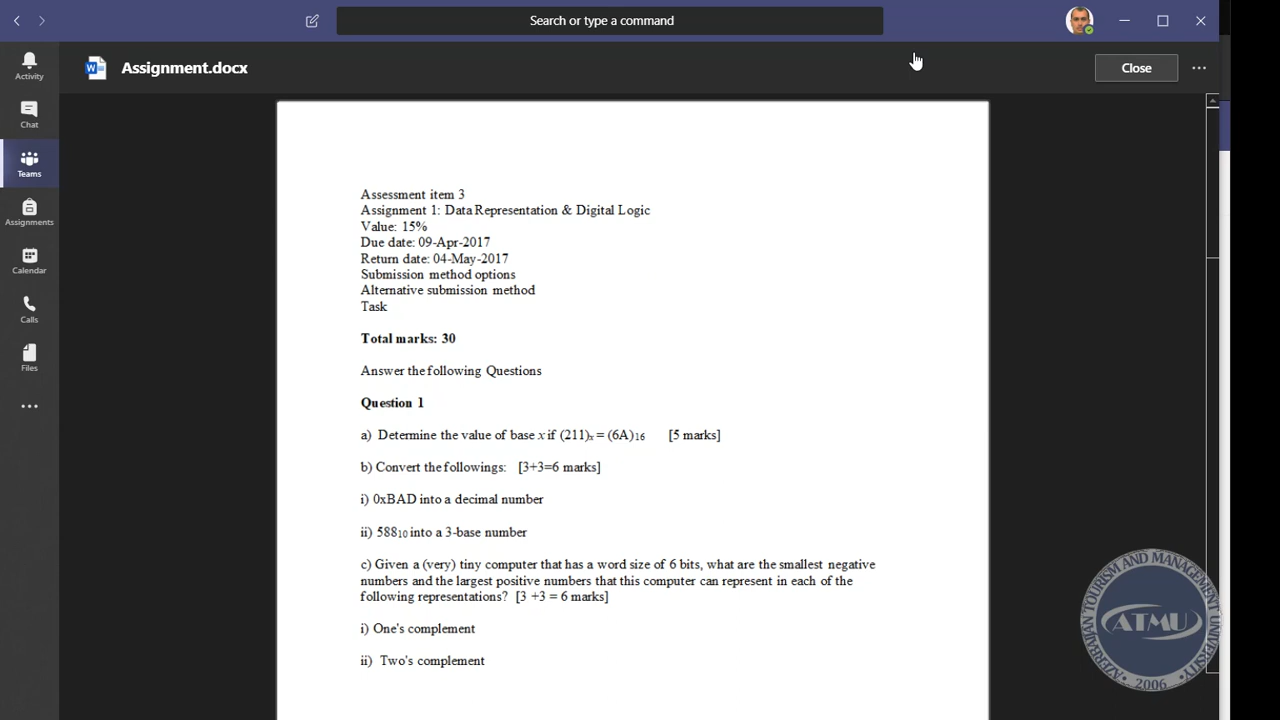 Search or type a command
Activity
Chat
Teams
Assignments
Calendar
Calls
Files
Assignment.docx
Close
Assessment item 3
Assignment 1: Data Representation & Digital Logic
Value: 15%
Due date: 09-Apr-2017
Return date: 04-May-2017
Submission method options
Alternative submission method
Task
Total marks: 30
Answer the following Questions
Question 1
a) Determine the value of base x if (211)x = (6A)16 [5 marks]
b) Convert the followings: [3+3=6 marks]
i) 0xBAD into a decimal number
ii) 58810 into a 3-base number
c) Given a (very) tiny computer that has a word size of 6 bits, what are the smallest negative
numbers and the largest positive numbers that this computer can represent in each of the
following representations? [3 +3 = 6 marks]
i) One's complement
ii) Two's complement
AZERBAIJAN TOURISM AND MANAGEMENT UNIVERSITY
ATMU
2006